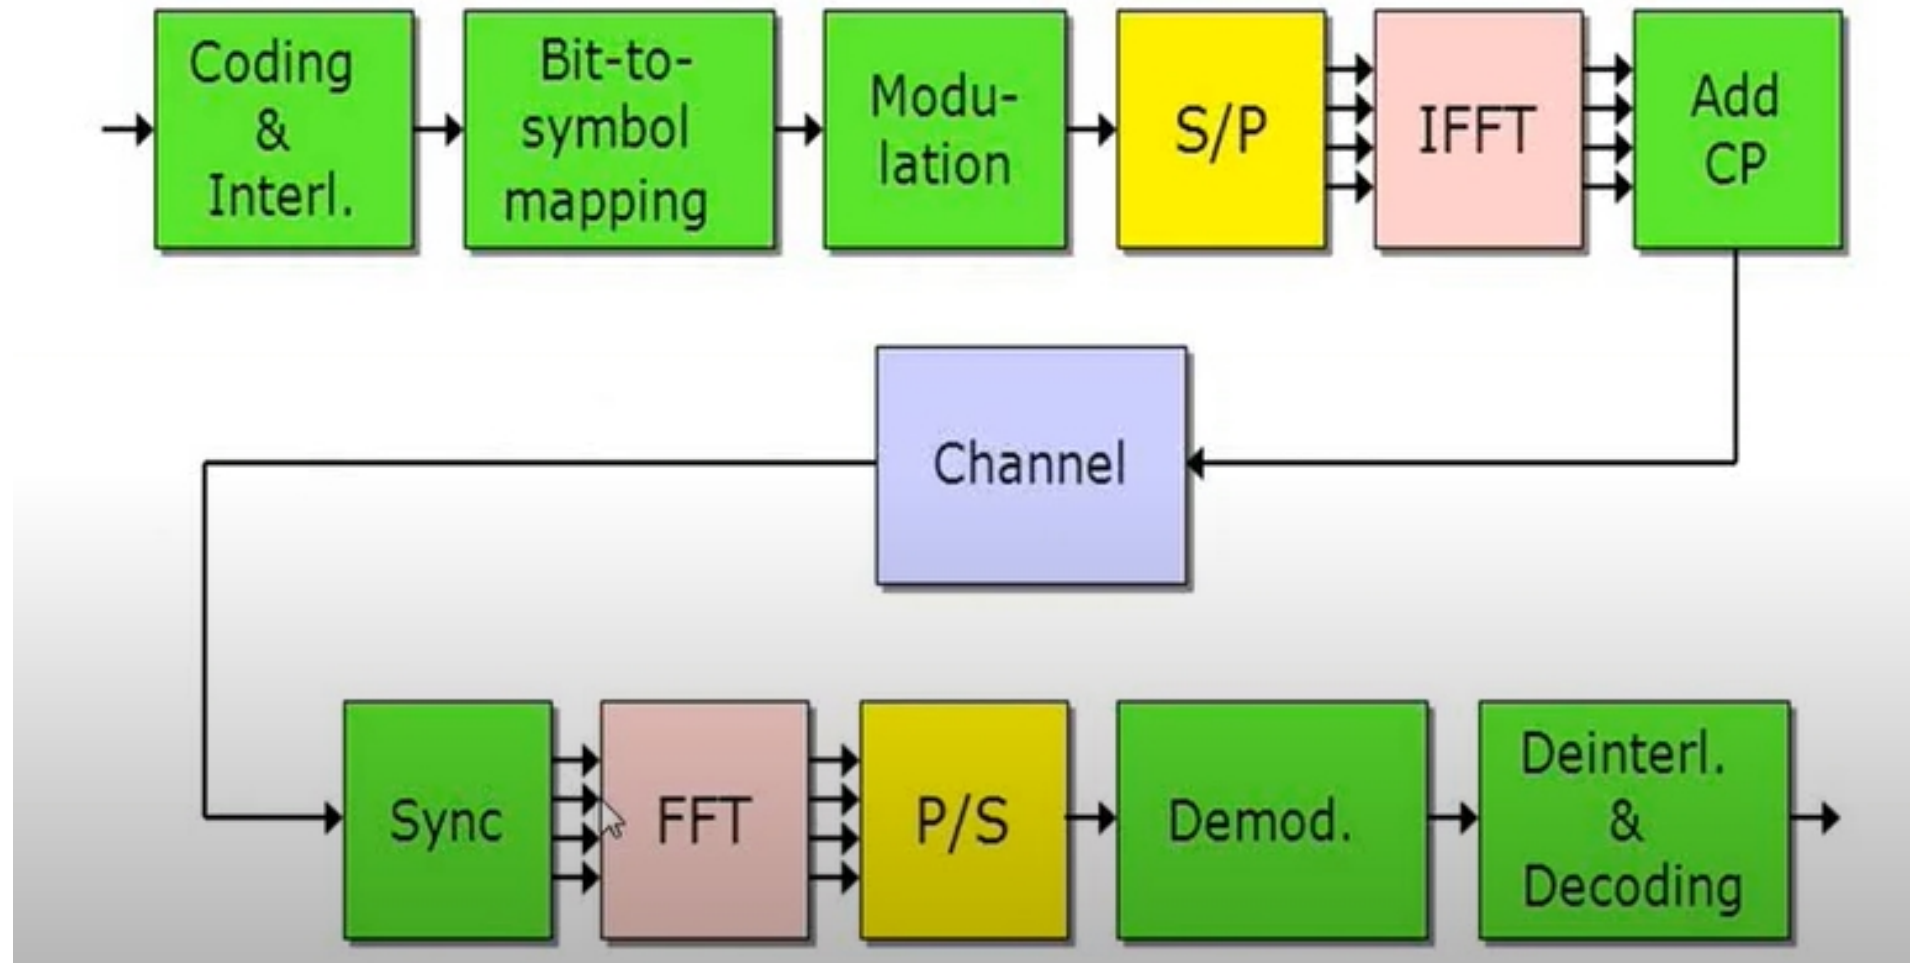 Coding
&
Interl.
Bit-to-
symbol
mapping
Modu-
lation
S/P
IFFT
Add
CP
Channel
Sync
FFT
P/S
Demod.
Deinterl.
&
Decoding